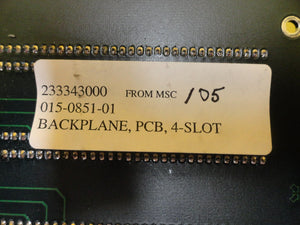 233343000 FROM MSC 105
015-0851-01
BACKPLANE, PCB, 4-SLOT